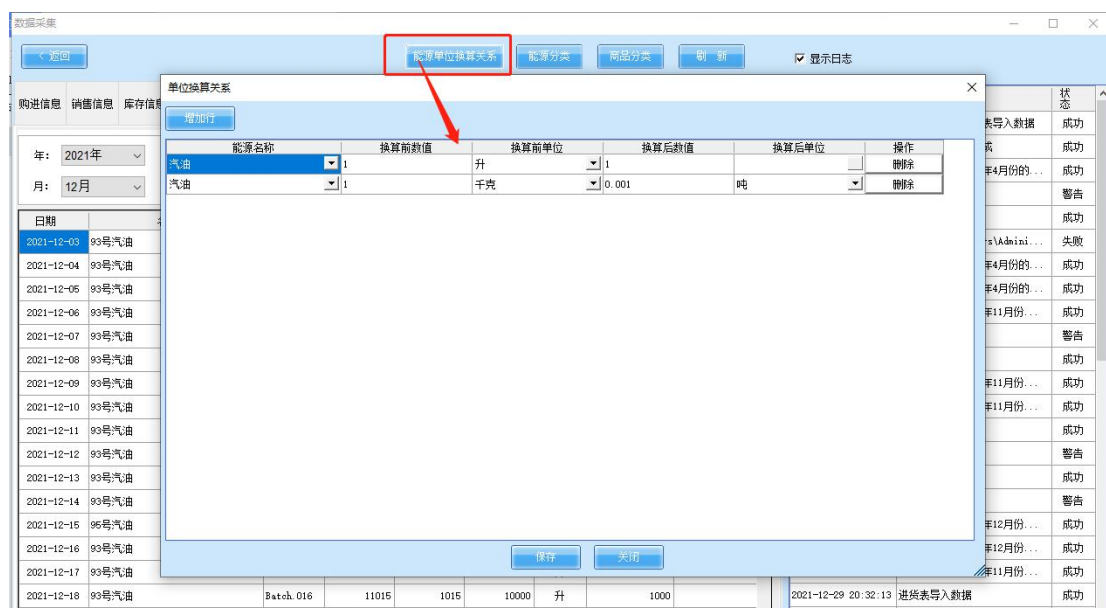 数据采集
< 返回 能源单位换算关系 能源分类 商品分类 刷 新 显示日志
单位换算关系
购进信息 销售信息 库存信息
状态
增加行
表导入数据 成功
年: 2021年
月: 12月
能源名称 换算前数值 换算前单位 换算后数值 换算后单位 操作
汽油 1 升 1 删除
汽油 1 千克 0.001 吨 删除
成功
年4月份的... 成功
警告
日期
成功
2021-12-03 93号汽油 rs\Admini... 失败
2021-12-04 93号汽油 年4月份的... 成功
2021-12-05 93号汽油 年4月份的... 成功
2021-12-06 93号汽油 年11月份... 成功
2021-12-07 93号汽油 警告
2021-12-08 93号汽油 成功
2021-12-09 93号汽油 年11月份... 成功
2021-12-10 93号汽油 年11月份... 成功
2021-12-11 93号汽油 成功
2021-12-12 93号汽油 警告
2021-12-13 93号汽油 成功
2021-12-14 93号汽油 警告
2021-12-15 95号汽油 年12月份... 成功
2021-12-16 93号汽油 年12月份... 成功
2021-12-17 93号汽油 年11月份... 成功
保存 关闭
2021-12-18 93号汽油 Batch.016 11015 1015 10000 升 1000 2021-12-29 20:32:13 进货表导入数据 成功